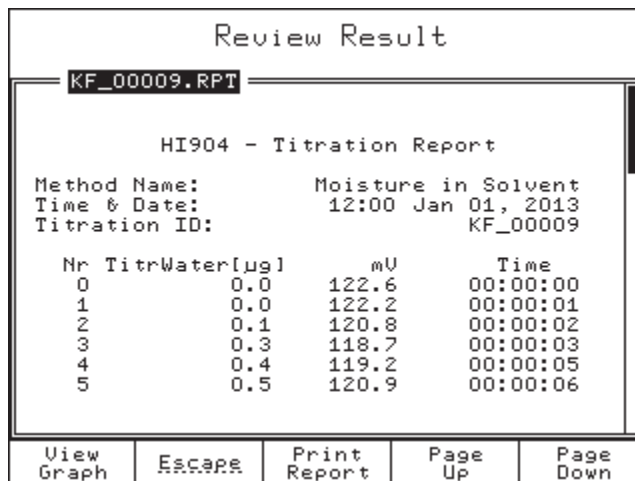 Review Result
KF_00009.RPT
HI904 - Titration Report
Method Name: Moisture in Solvent
Time & Date: 12:00 Jan 01, 2013
Titration ID: KF_00009
Nr TitrWater[µg] mV Time
0 0.0 122.6 00:00:00
1 0.0 122.2 00:00:01
2 0.1 120.8 00:00:02
3 0.3 118.7 00:00:03
4 0.4 119.2 00:00:05
5 0.5 120.9 00:00:06
View Graph Escape Print Report Page Up Page Down